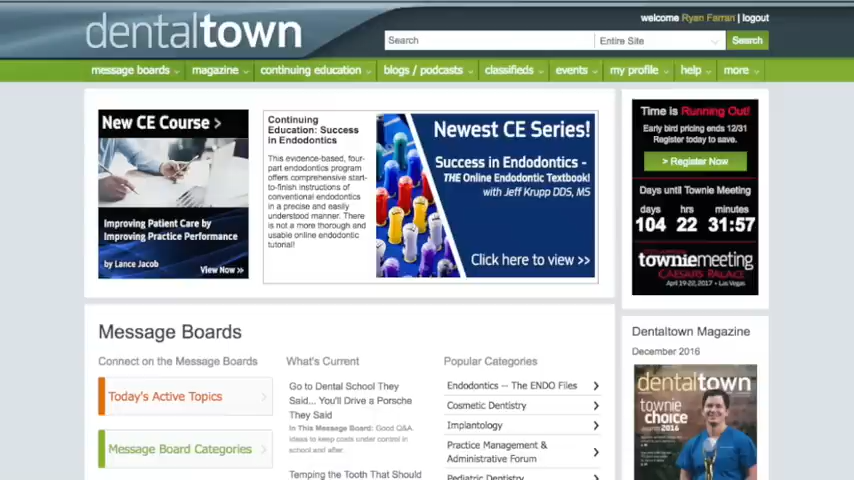 dentaltown
welcome Ryan Farran | logout
Search
Entire Site
Search
message boards
magazine
continuing education
blogs / podcasts
classifieds
events
my profile
help
more
New CE Course >
Improving Patient Care by
Improving Practice Performance
by Lance Jacob
View Now >>
Continuing
Education: Success
in Endodontics
This evidence-based, four-
part endodontics program
offers comprehensive start-
to-finish instructions of
conventional endodontics
in a precise and easily
understood manner. There
is not a more thorough and
usable online endodontic
tutorial!
Newest CE Series!
Success in Endodontics -
THE Online Endodontic Textbook!
with Jeff Krupp DDS, MS
Click here to view >>
Time is Running Out!
Early bird pricing ends 12/31
Register today to save.
> Register Now
Days until Townie Meeting
days hrs minutes
104 22 31:57
towniemeeting
CAESARS PALACE
April 19-22, 2017 • Las Vegas
Message Boards
Connect on the Message Boards
Today's Active Topics
Message Board Categories
What's Current
Go to Dental School They
Said... You'll Drive a Porsche
They Said
In This Message Board: Good Q&A.
Ideas to keep costs under control in
school and after.
Temping the Tooth That Should
Popular Categories
Endodontics -- The ENDO Files
Cosmetic Dentistry
Implantology
Practice Management &
Administrative Forum
Pediatric Dentistry
Dentaltown Magazine
December 2016
dentaltown
townie
choice
awards 2016